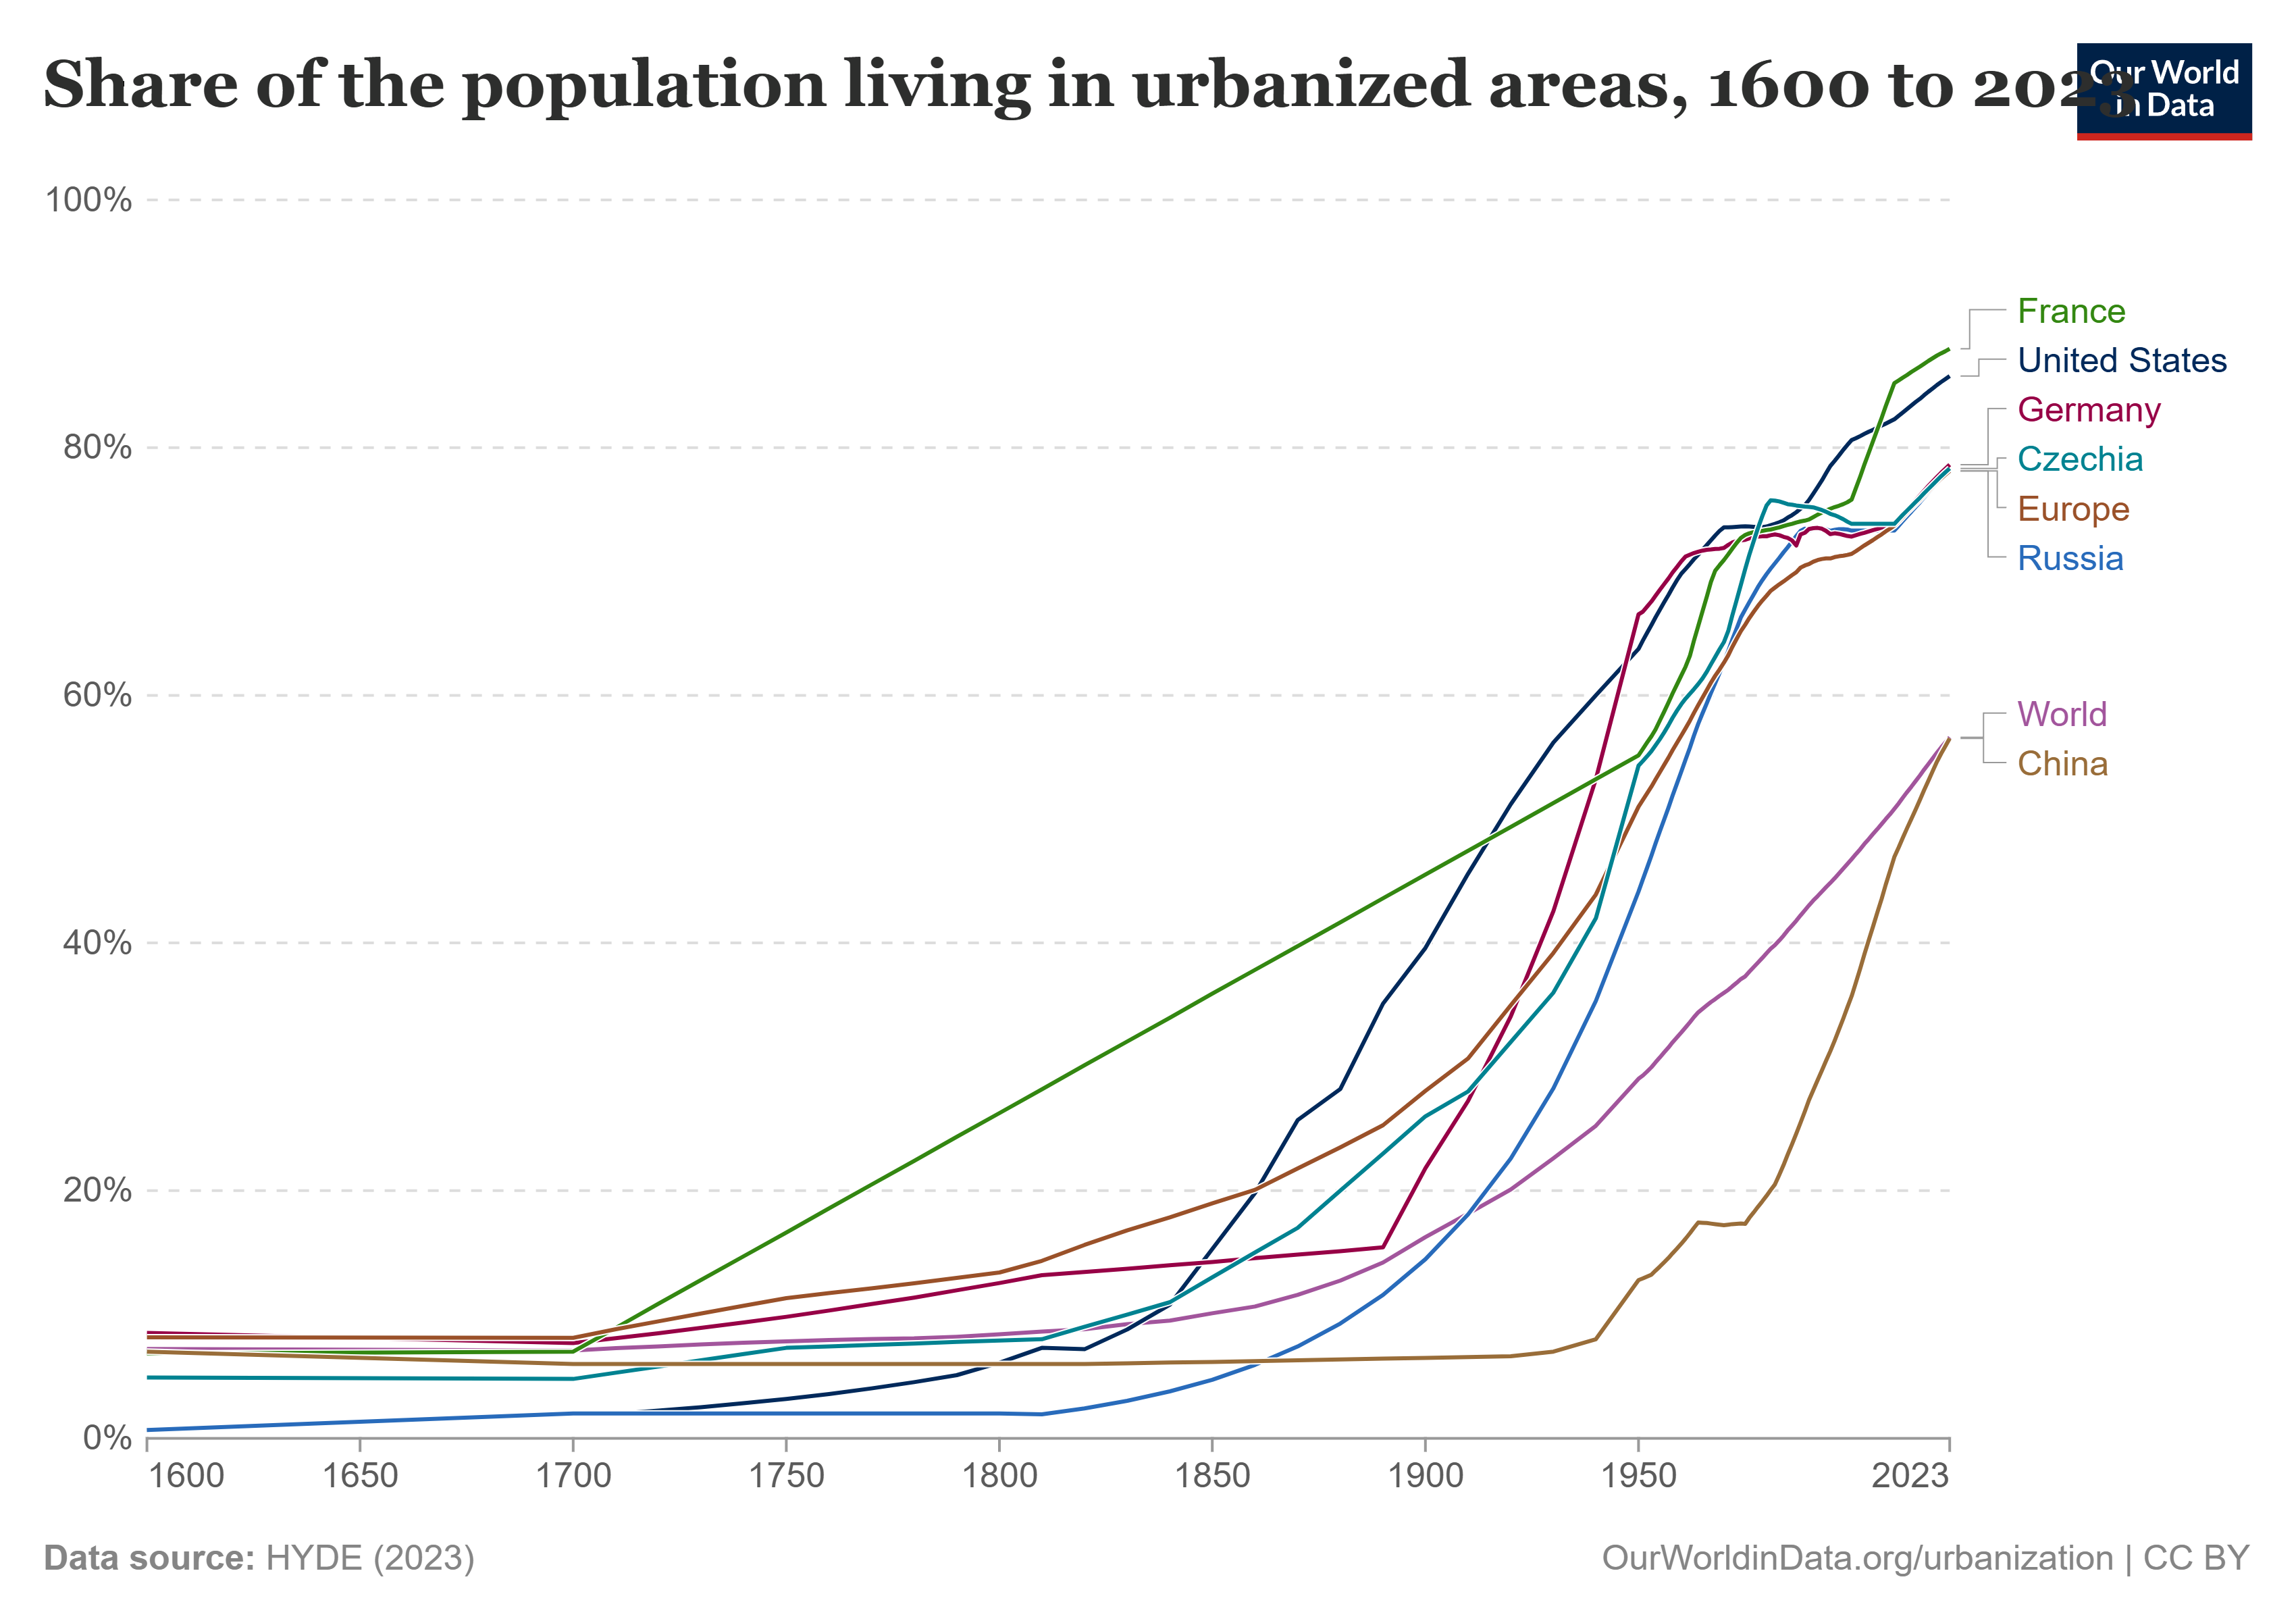 Share of the population living in urbanized areas, 1600 to 2023
Our World
in Data
100%
80%
60%
40%
20%
0%
France
United States
Germany
Czechia
Europe
Russia
World
China
1600 1650 1700 1750 1800 1850 1900 1950 2023
Data source: HYDE (2023)
OurWorldinData.org/urbanization | CC BY